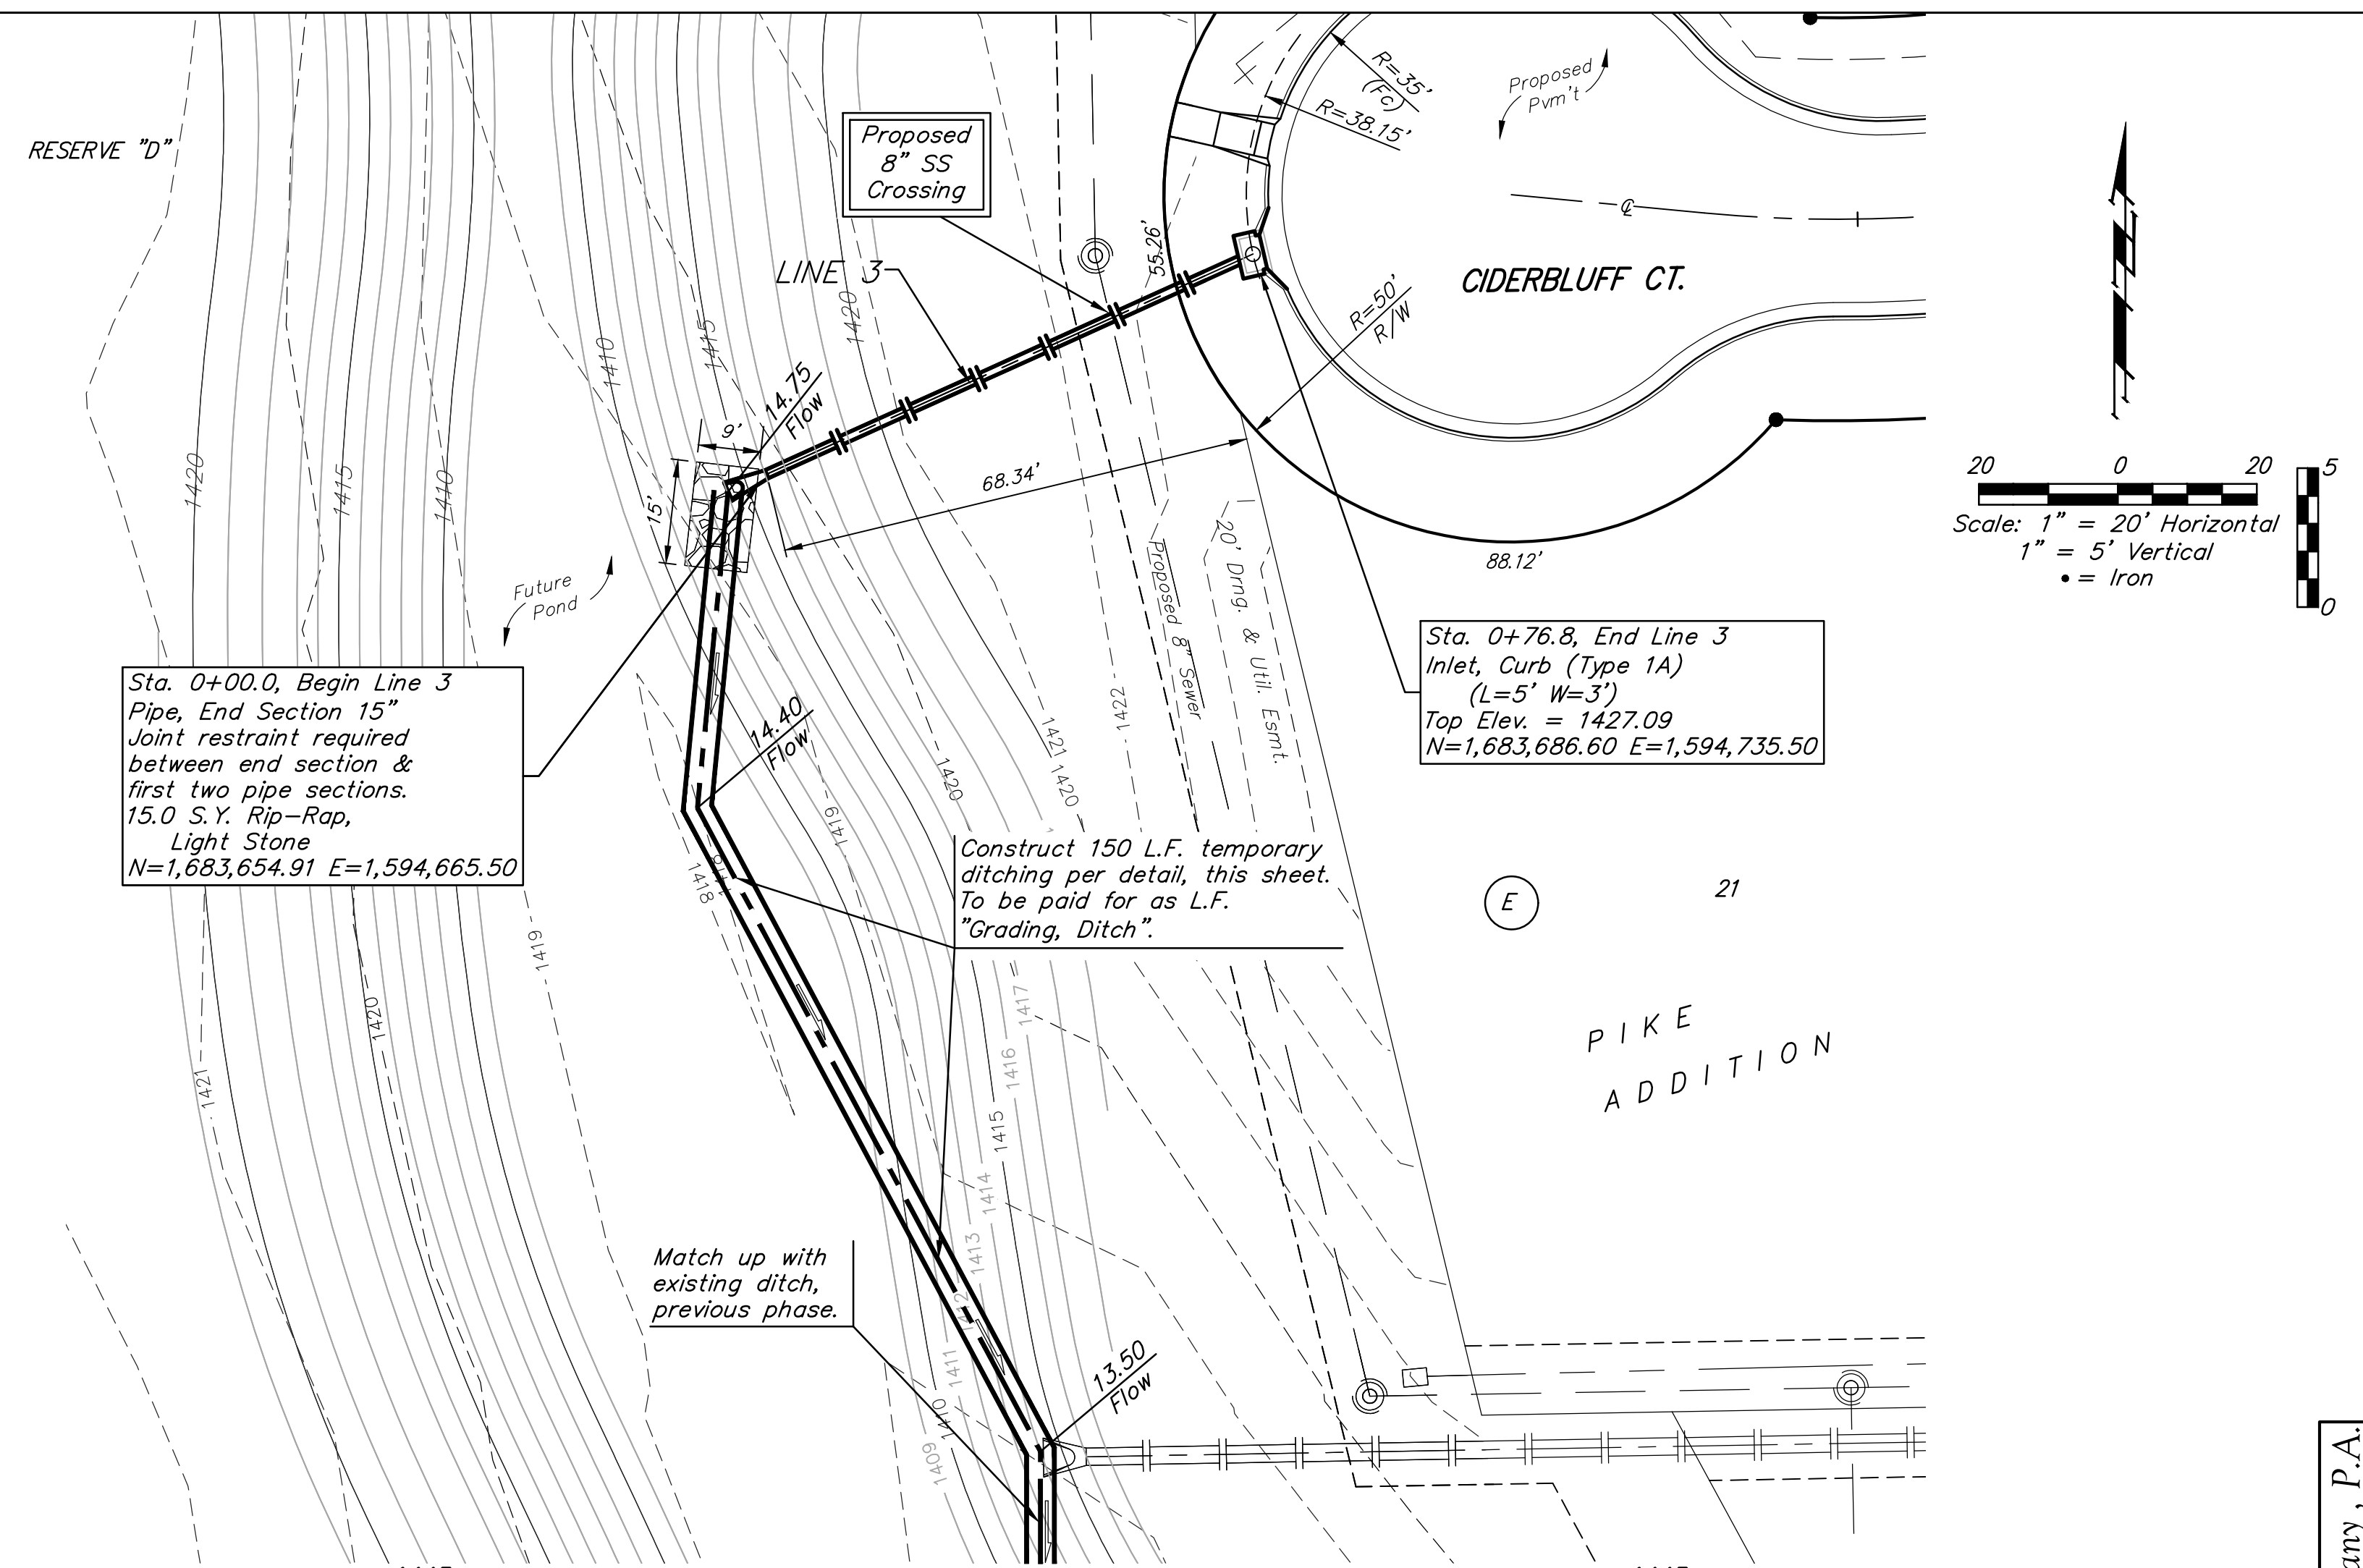 RESERVE "D"
Proposed
8" SS
Crossing
LINE 3
R=35'
(Fc)
R=38.15'
Proposed
Pvm't
℄
55.26'
CIDERBLUFF CT.
R=50'
R/W
1420
1415
1410
1410
1415
1420
14.75
Flow
9'
15'
68.34'
88.12'
20 0 20
Scale: 1" = 20' Horizontal
1" = 5' Vertical
• = Iron
5
0
Future
Pond
Proposed 8" Sewer
20' Drng. & Util. Esmt.
Sta. 0+00.0, Begin Line 3
Pipe, End Section 15"
Joint restraint required
between end section &
first two pipe sections.
15.0 S.Y. Rip-Rap,
Light Stone
N=1,683,654.91 E=1,594,665.50
Sta. 0+76.8, End Line 3
Inlet, Curb (Type 1A)
(L=5' W=3')
Top Elev. = 1427.09
N=1,683,686.60 E=1,594,735.50
14.40
Flow
1422
1421
1420
1420
1419
1418
1418
Construct 150 L.F. temporary
ditching per detail, this sheet.
To be paid for as L.F.
"Grading, Ditch".
E
21
PIKE
ADDITION
1419
1420
1421
1417
1416
1415
1414
1413
1412
1411
1410
1409
Match up with
existing ditch,
previous phase.
13.50
Flow
any, P.A.